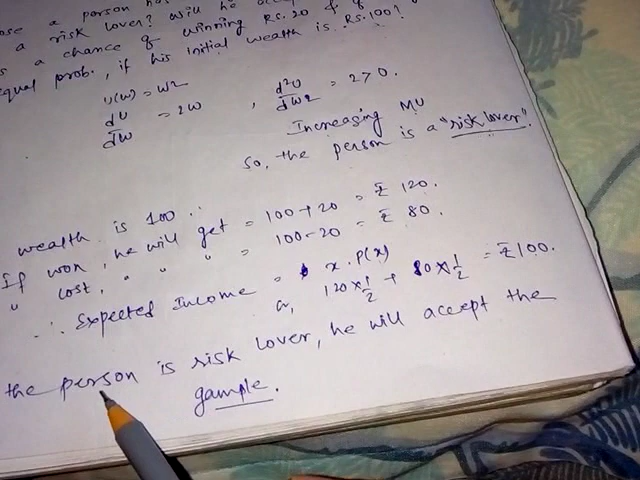 a person has
a risk lover? Will he
a chance of winning Rs. 20 &
equal prob., if his initial wealth is Rs. 100?
U(W) = W2
dU/dW = 2W , d²U/dW2 = 2>0.
Increasing MU
So, the person is a "risk lover".
wealth is 100 ∴
If won, he will get = 100+20 = ₹ 120.
" lost, " " " = 100-20 = ₹ 80.
∴ Expected Income = x. P(x)
120×1/2 + 80×1/2 = ₹100.
the person is risk lover, he will accept the
gample.